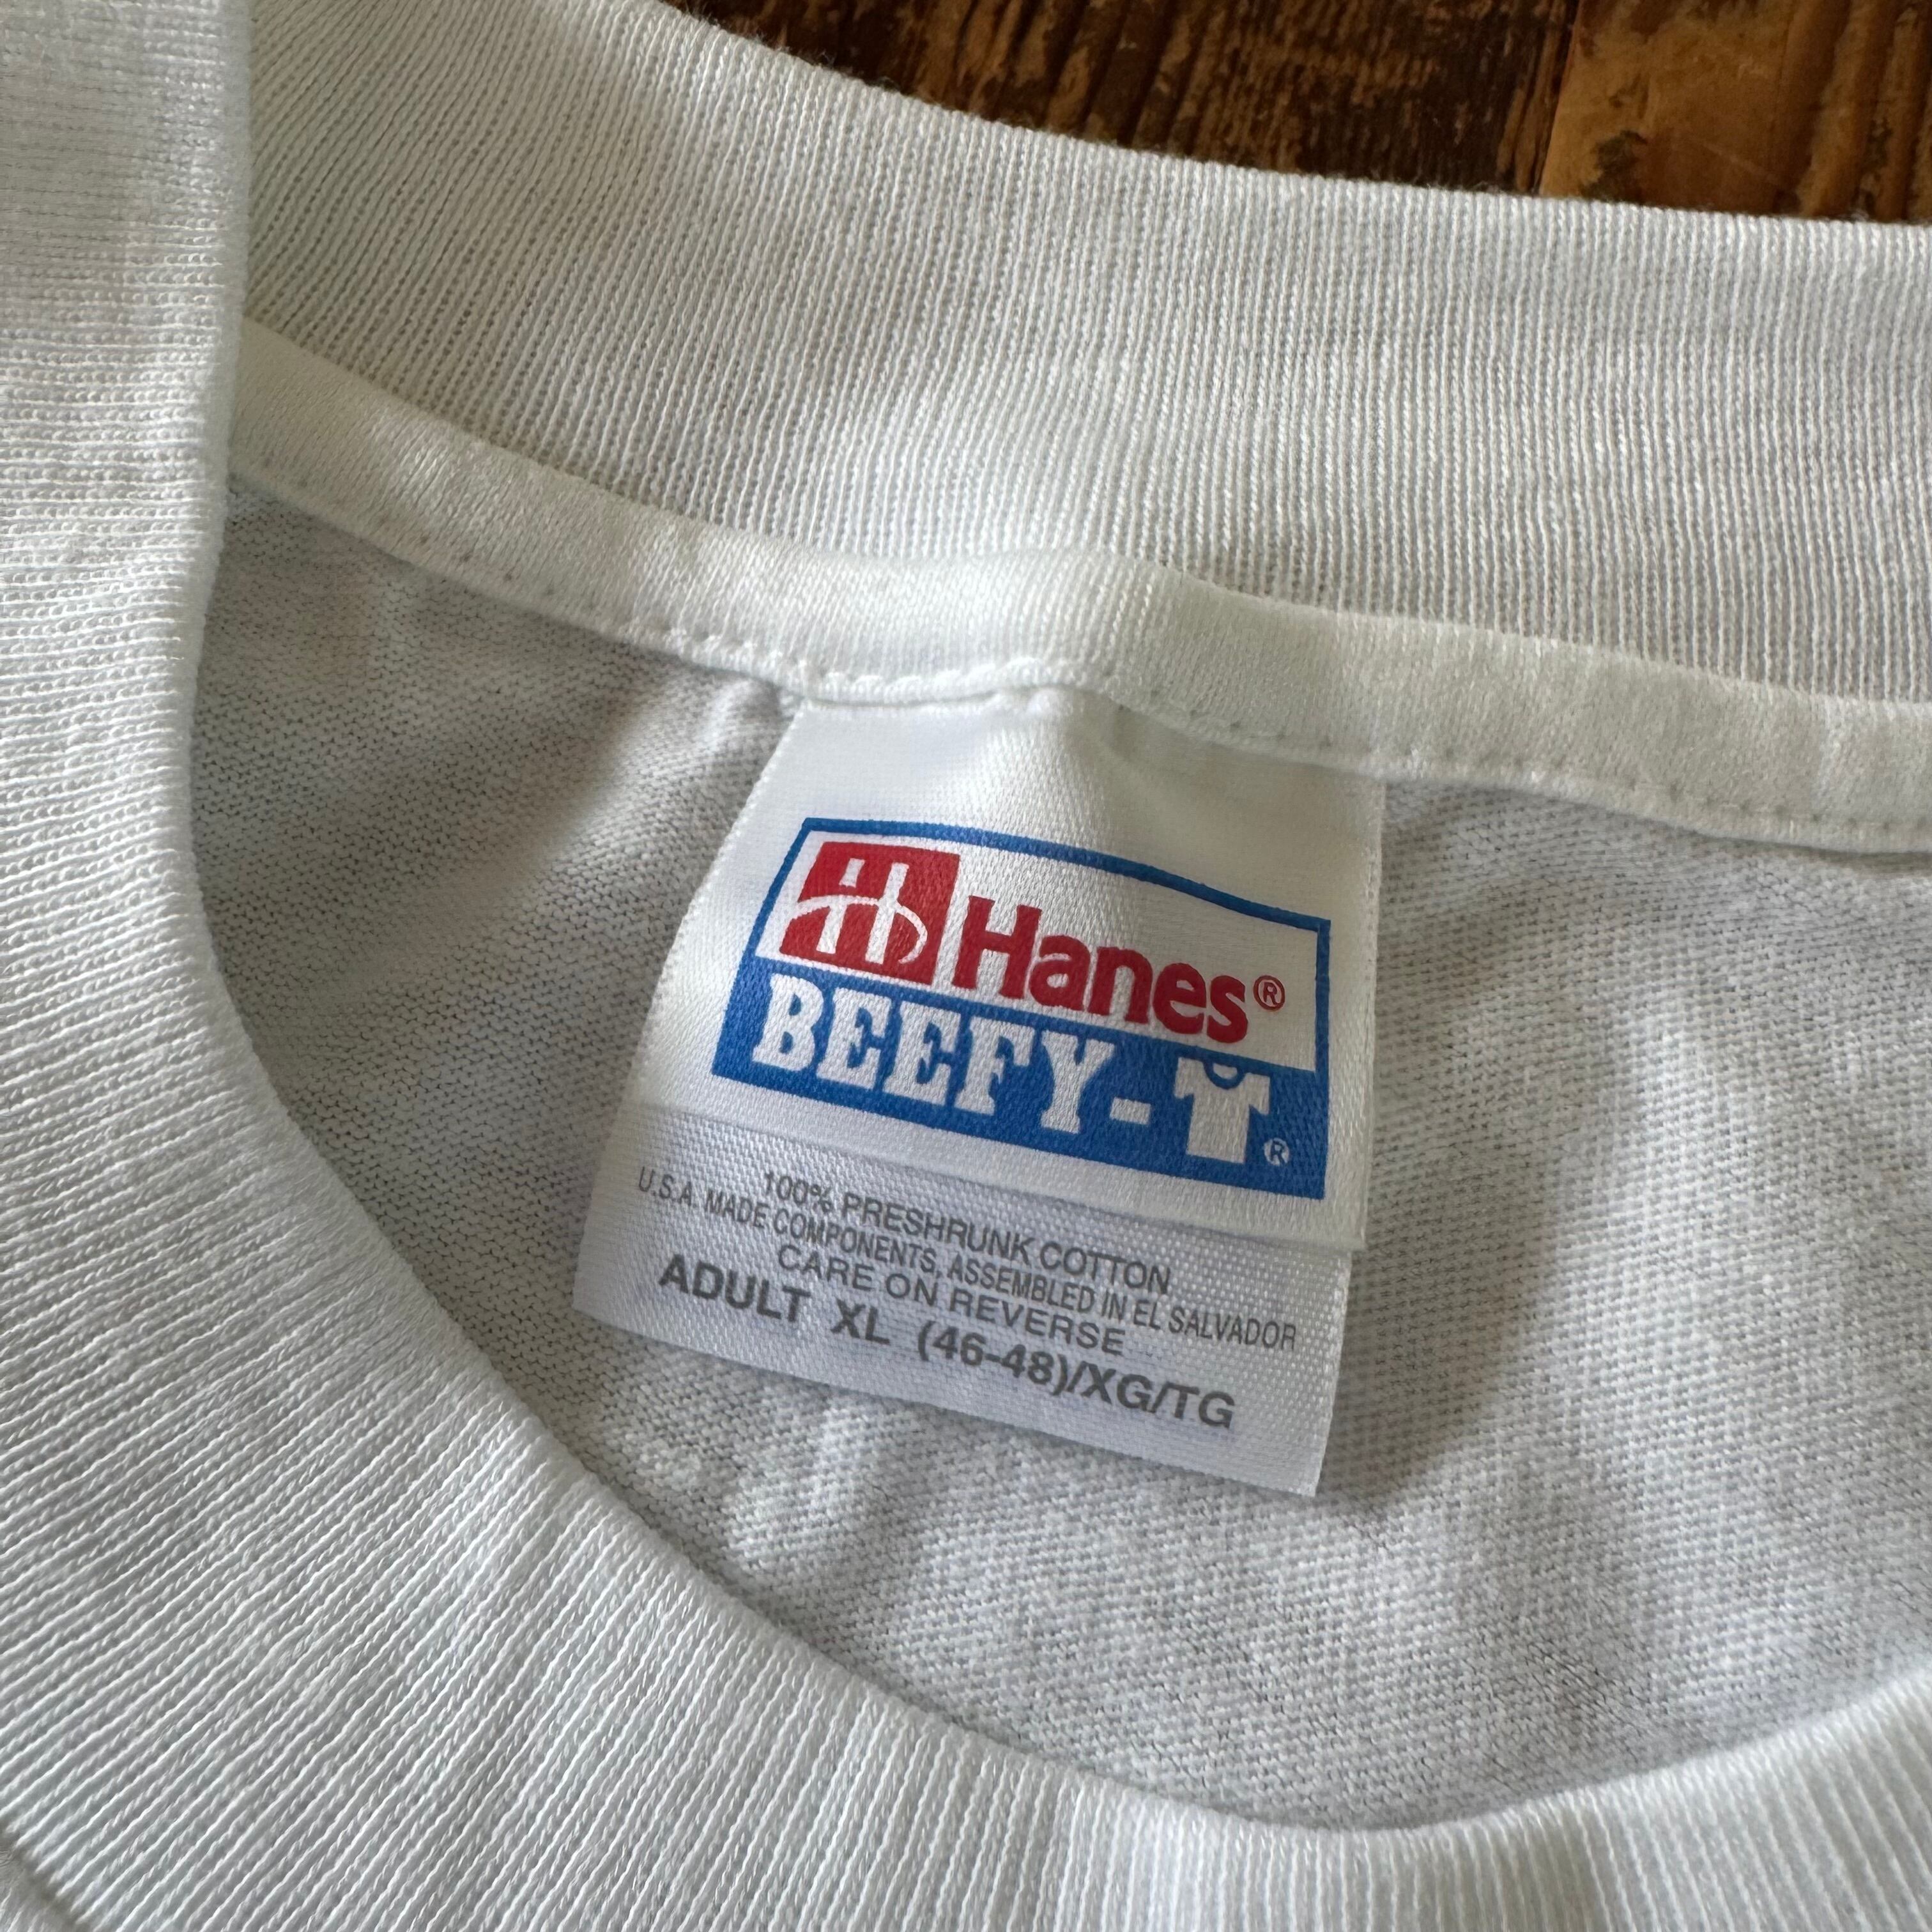 Hanes®
BEEFY-T®
100% PRESHRUNK COTTON
U.S.A. MADE COMPONENTS, ASSEMBLED IN EL SALVADOR
CARE ON REVERSE
ADULT XL (46-48)/XG/TG